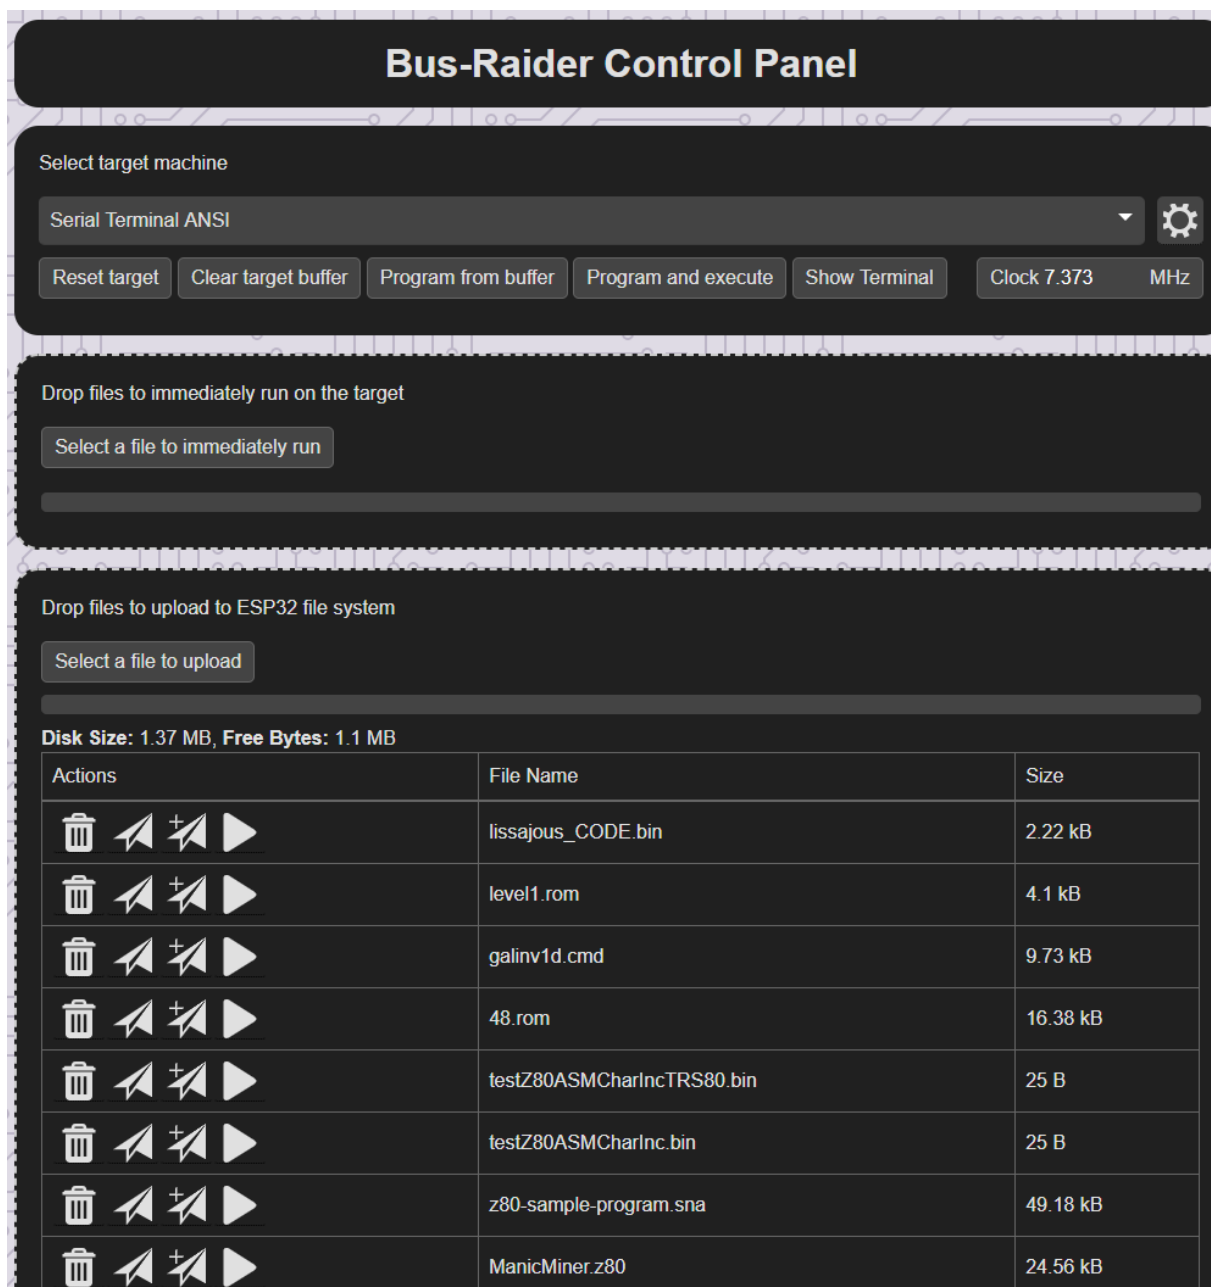 Bus-Raider Control Panel
Select target machine
Serial Terminal ANSI
Reset target Clear target buffer Program from buffer Program and execute Show Terminal Clock 7.373 MHz
Drop files to immediately run on the target
Select a file to immediately run
Drop files to upload to ESP32 file system
Select a file to upload
Disk Size: 1.37 MB, Free Bytes: 1.1 MB
Actions File Name Size
lissajous_CODE.bin 2.22 kB
level1.rom 4.1 kB
galinv1d.cmd 9.73 kB
48.rom 16.38 kB
testZ80ASMCharIncTRS80.bin 25 B
testZ80ASMCharInc.bin 25 B
z80-sample-program.sna 49.18 kB
ManicMiner.z80 24.56 kB